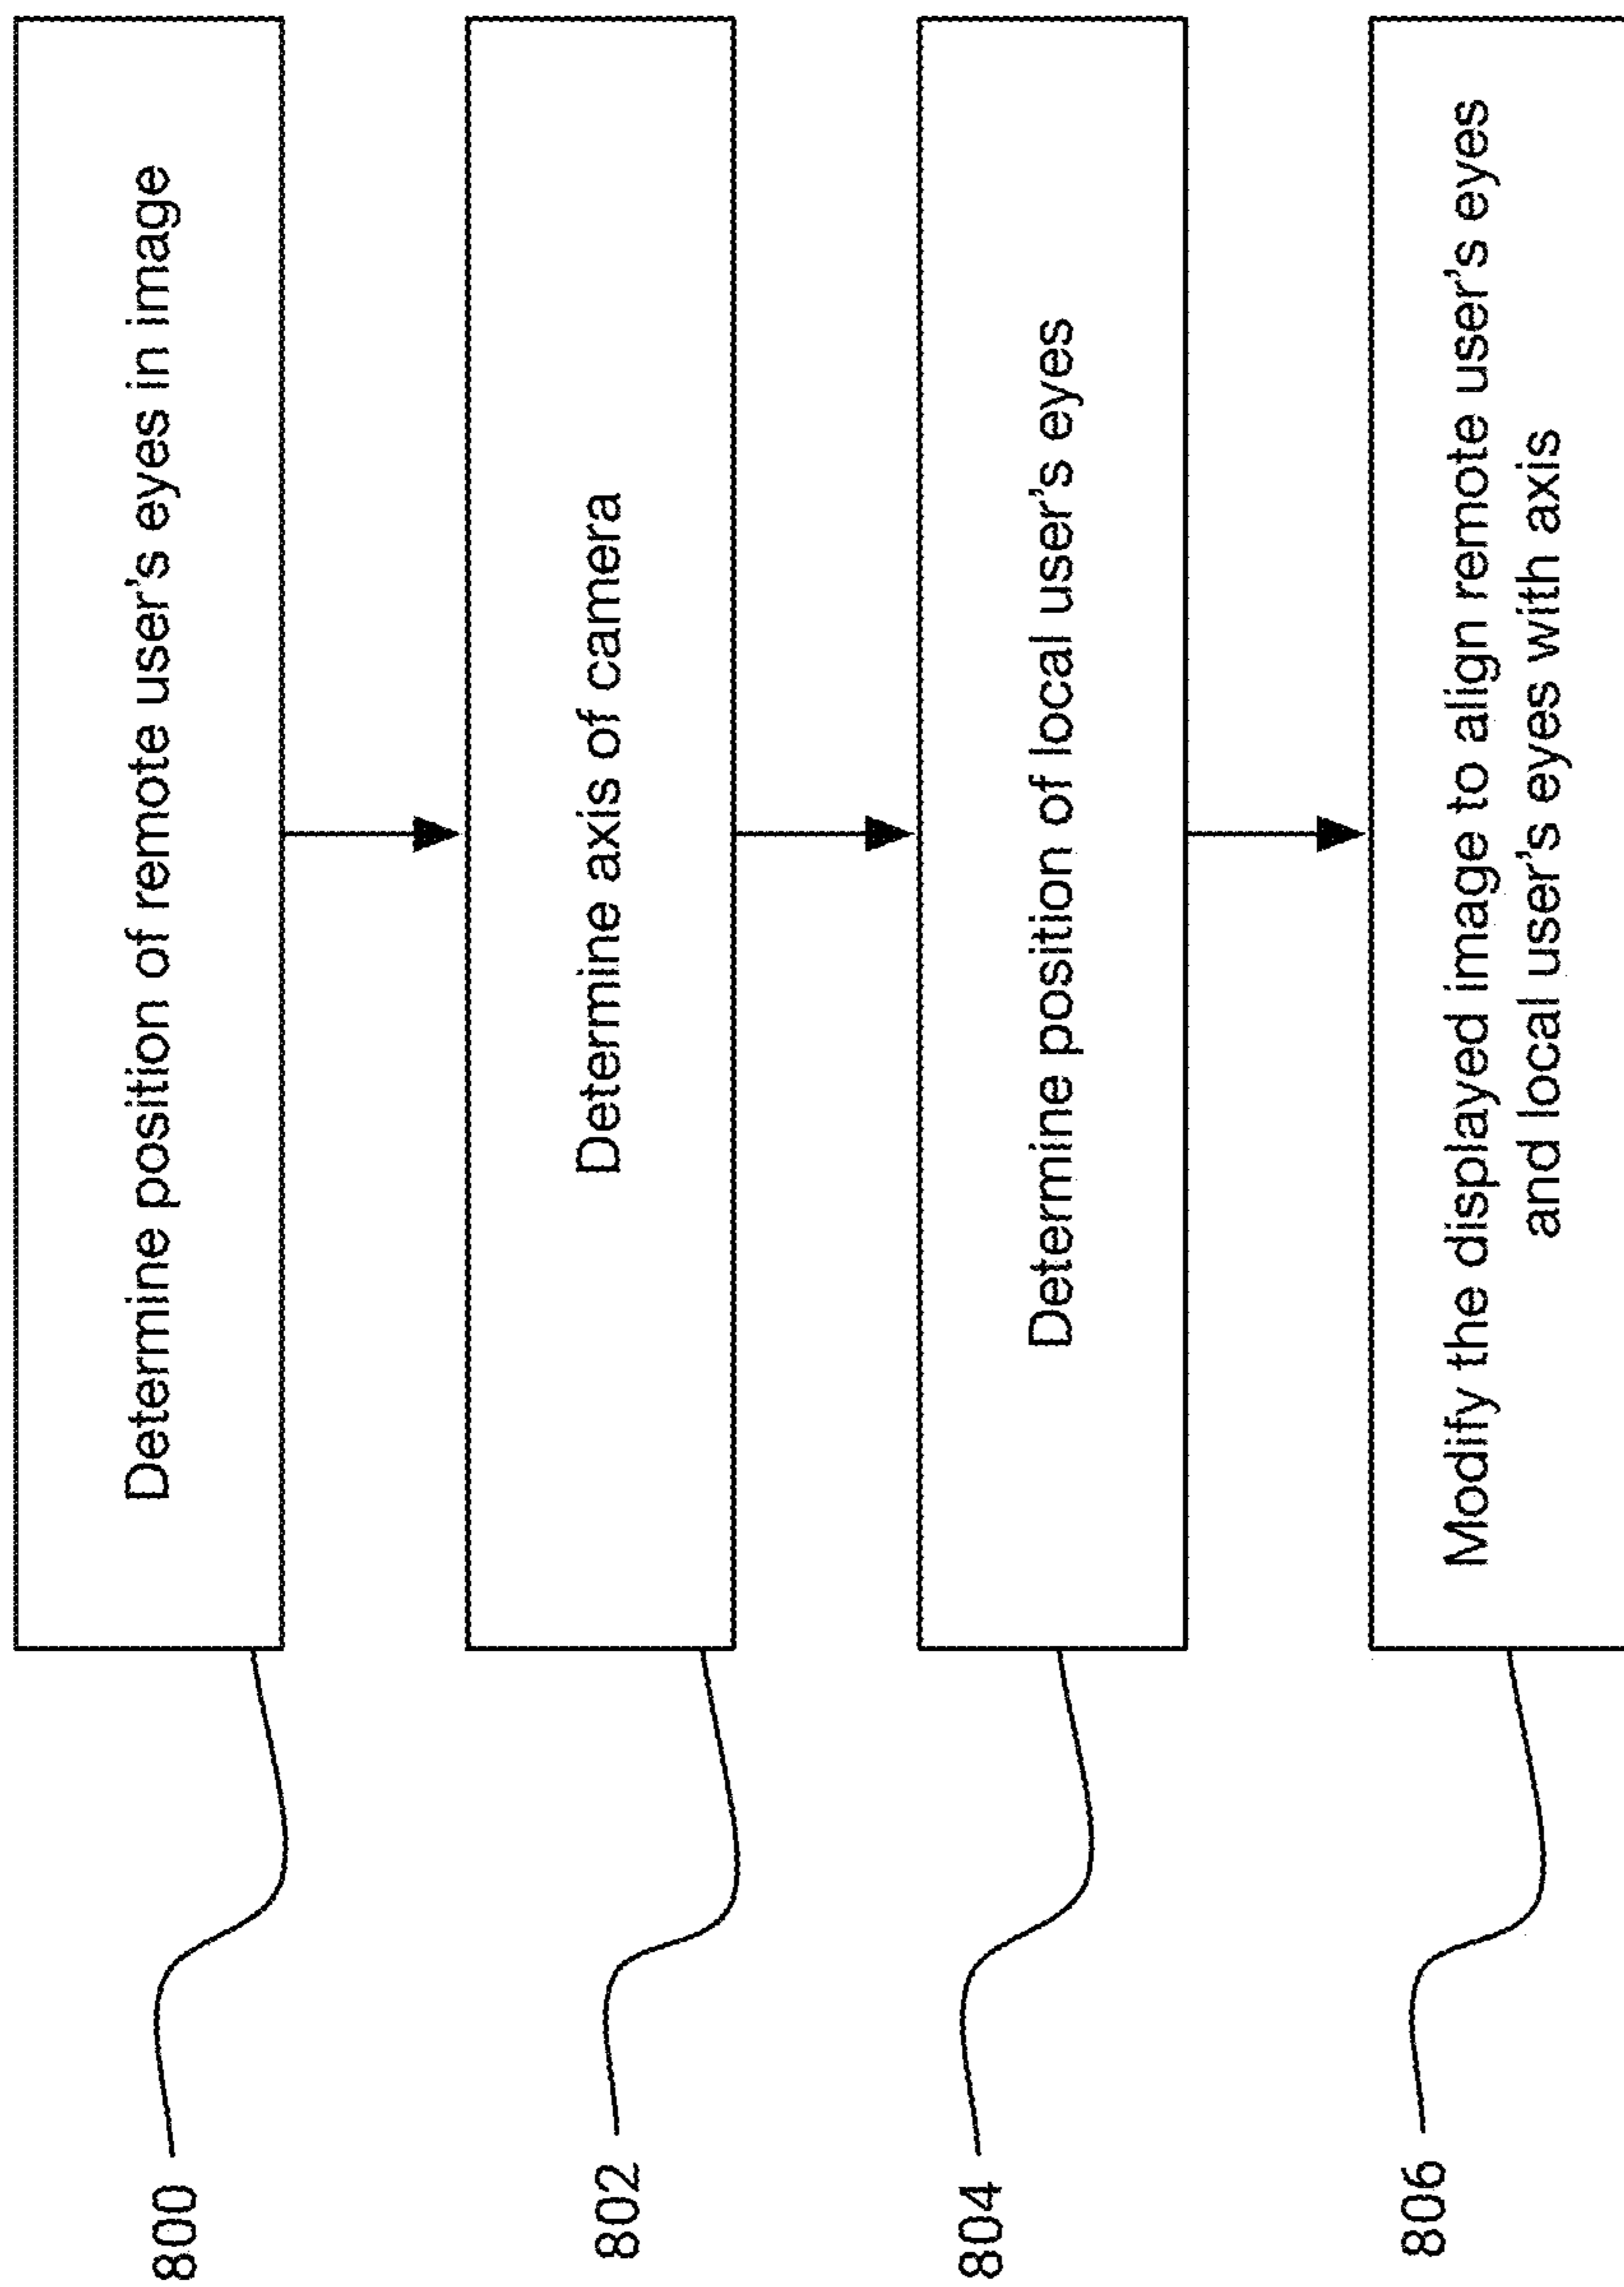 800
Determine position of remote user's eyes in image
802
Determine axis of camera
804
Determine position of local user's eyes
806
Modify the displayed image to align remote user's eyes
and local user's eyes with axis